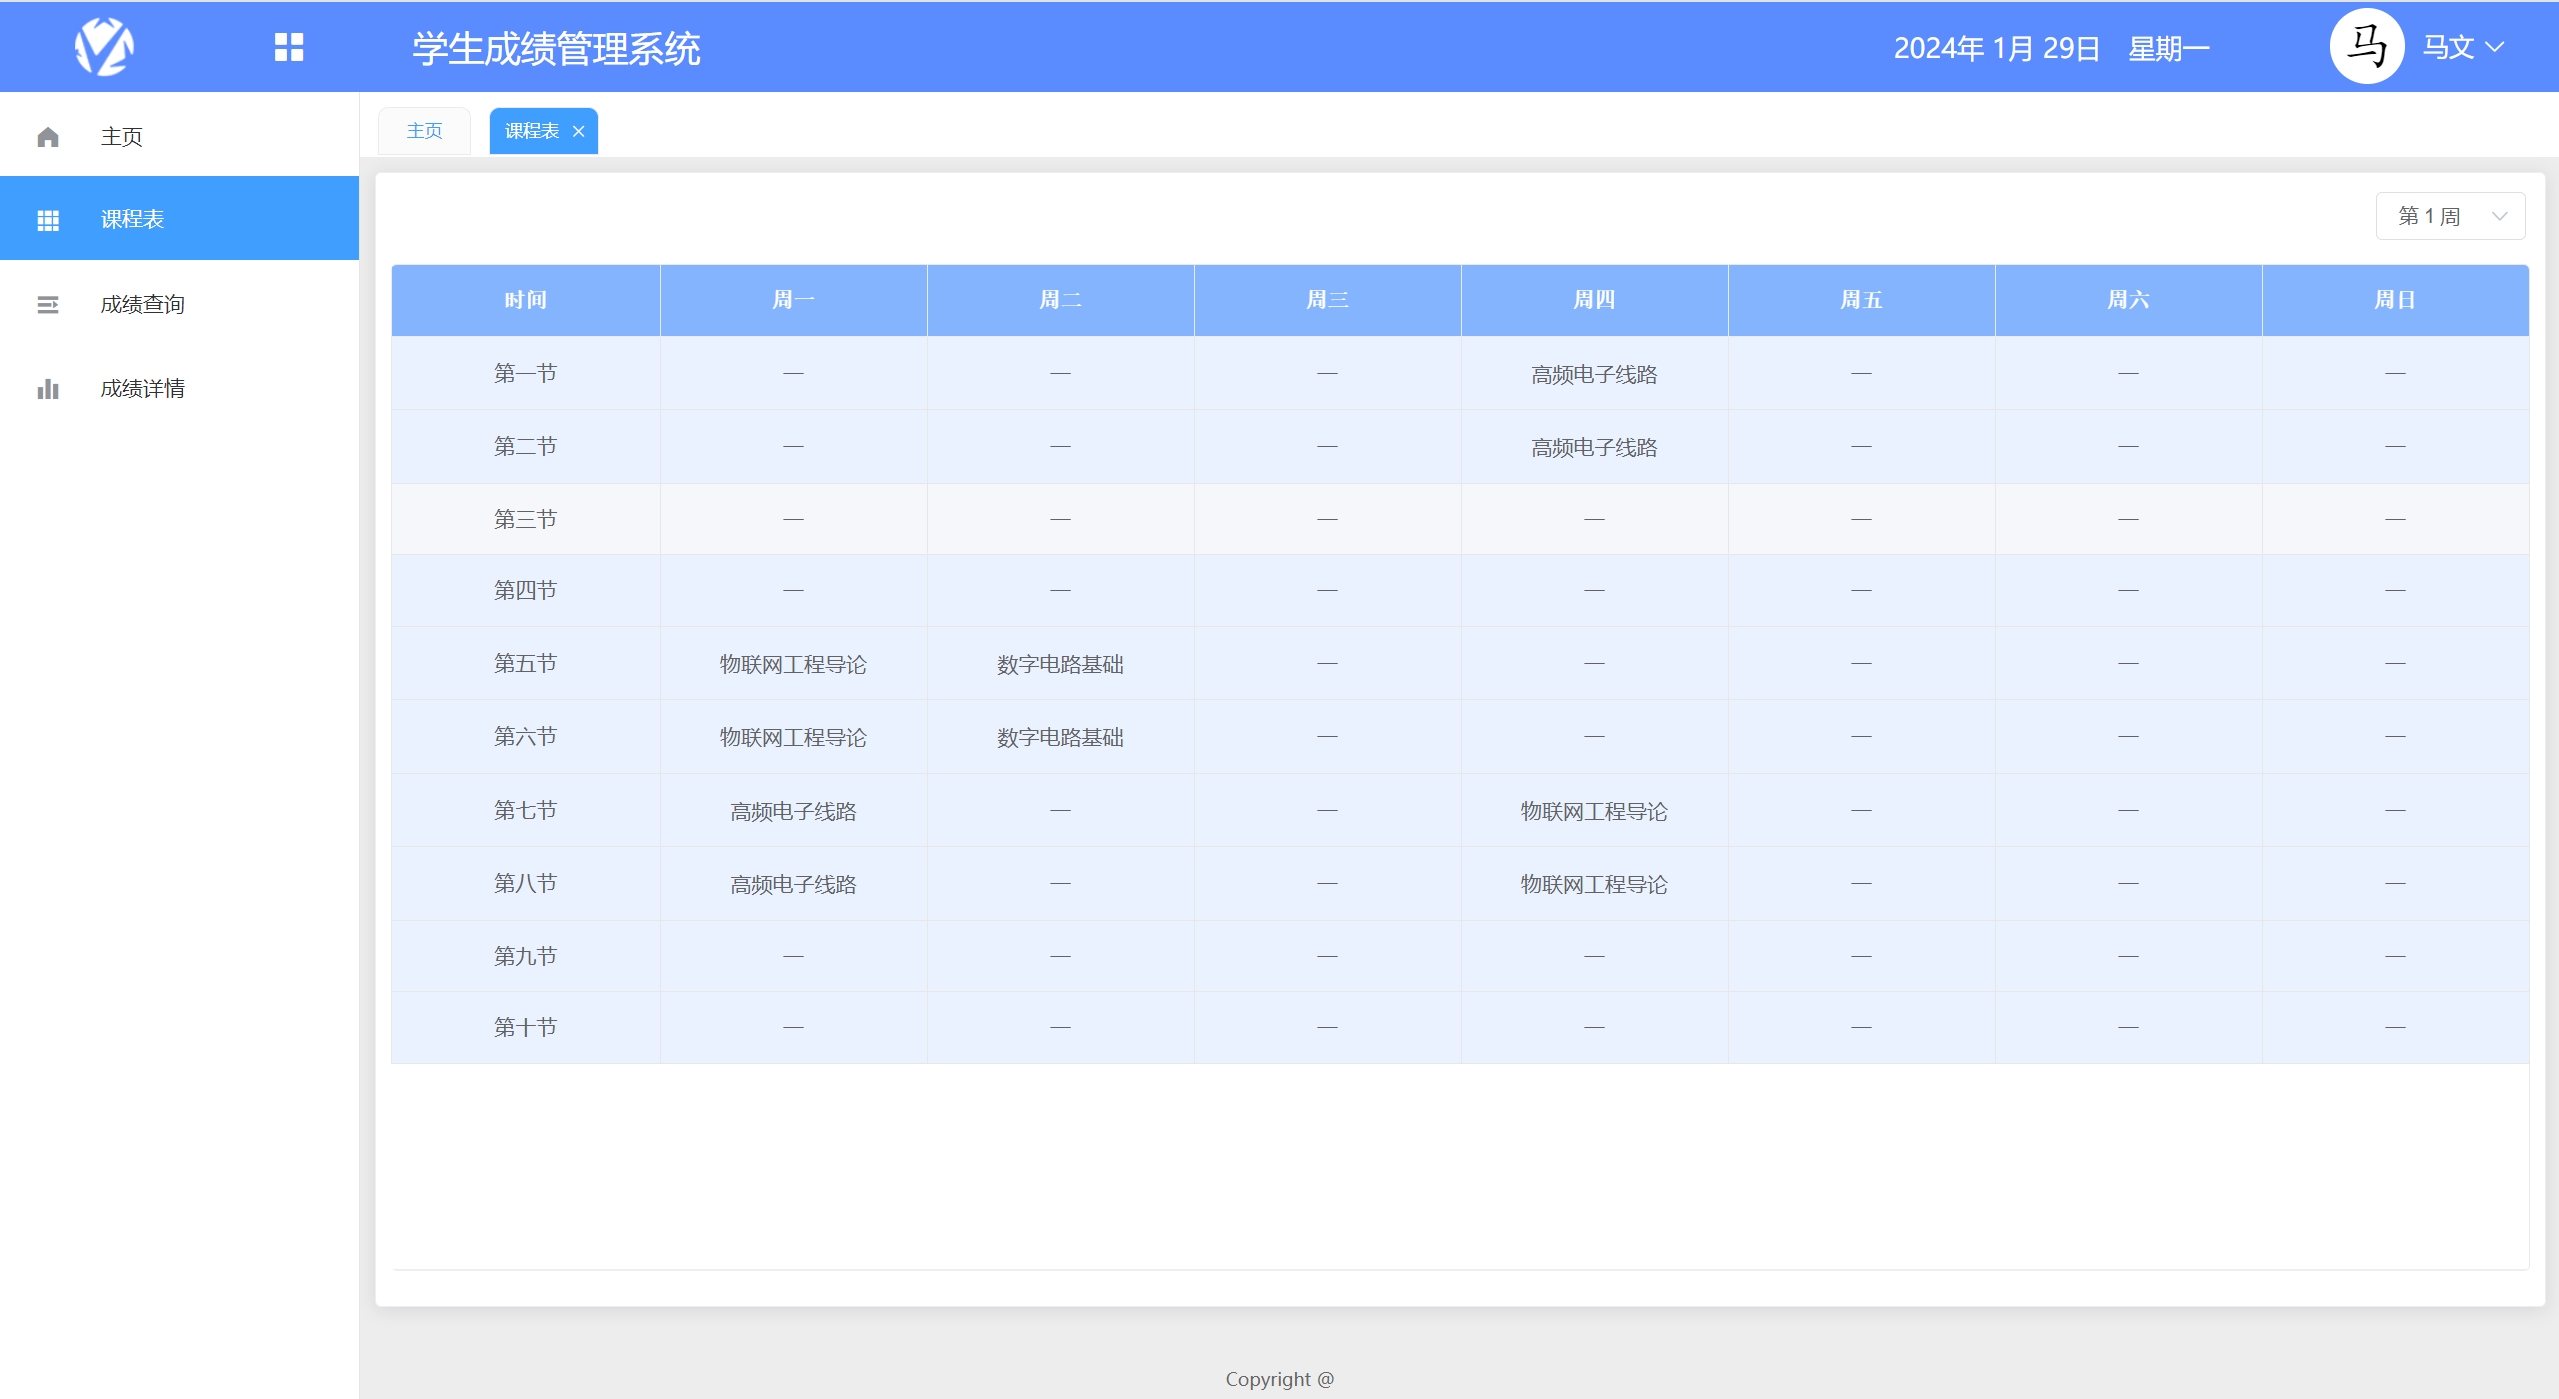 学生成绩管理系统 2024年 1月 29日 星期一 马 马文
主页
课程表
成绩查询
成绩详情
主页 课程表
第 1 周
时间 周一 周二 周三 周四 周五 周六 周日
第一节 — — — 高频电子线路 — — —
第二节 — — — 高频电子线路 — — —
第三节 — — — — — — —
第四节 — — — — — — —
第五节 物联网工程导论 数字电路基础 — — — — —
第六节 物联网工程导论 数字电路基础 — — — — —
第七节 高频电子线路 — — 物联网工程导论 — — —
第八节 高频电子线路 — — 物联网工程导论 — — —
第九节 — — — — — — —
第十节 — — — — — — —
Copyright @